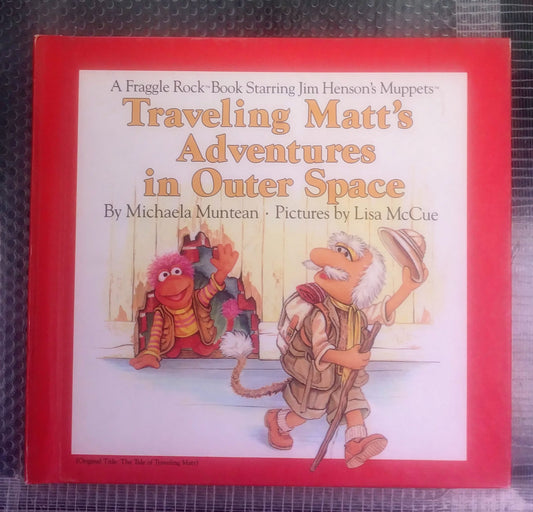 A Fraggle Rock™ Book Starring Jim Henson's Muppets™
Traveling Matt's
Adventures
in Outer Space
By Michaela Muntean · Pictures by Lisa McCue
(Original Title: The Tale of Traveling Matt)